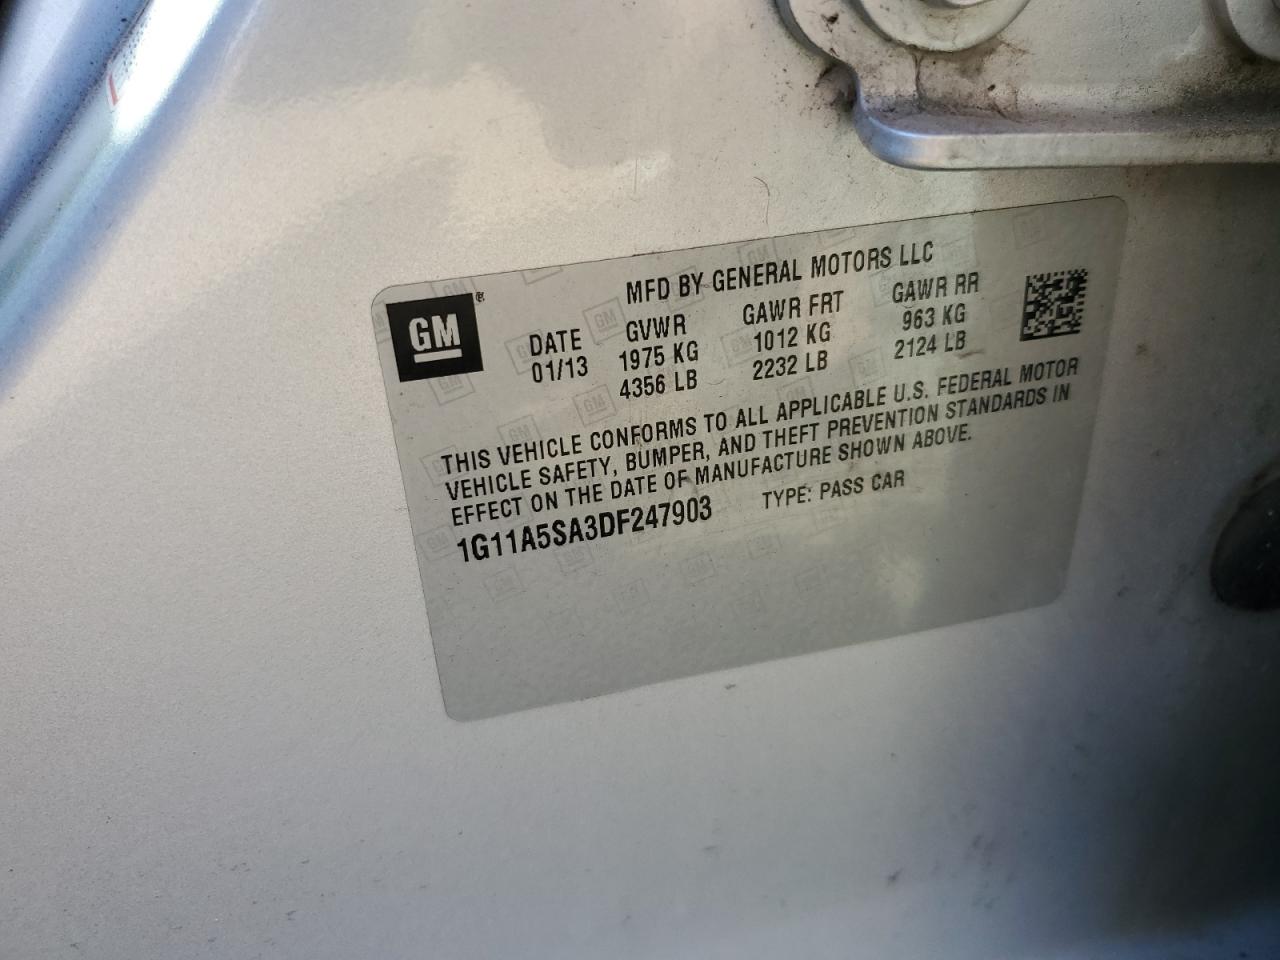 MFD BY GENERAL MOTORS LLC
GM ®
DATE GVWR GAWR FRT GAWR RR
01/13 1975 KG 1012 KG 963 KG
4356 LB 2232 LB 2124 LB
THIS VEHICLE CONFORMS TO ALL APPLICABLE U.S. FEDERAL MOTOR
VEHICLE SAFETY, BUMPER, AND THEFT PREVENTION STANDARDS IN
EFFECT ON THE DATE OF MANUFACTURE SHOWN ABOVE.
1G11A5SA3DF247903 TYPE: PASS CAR